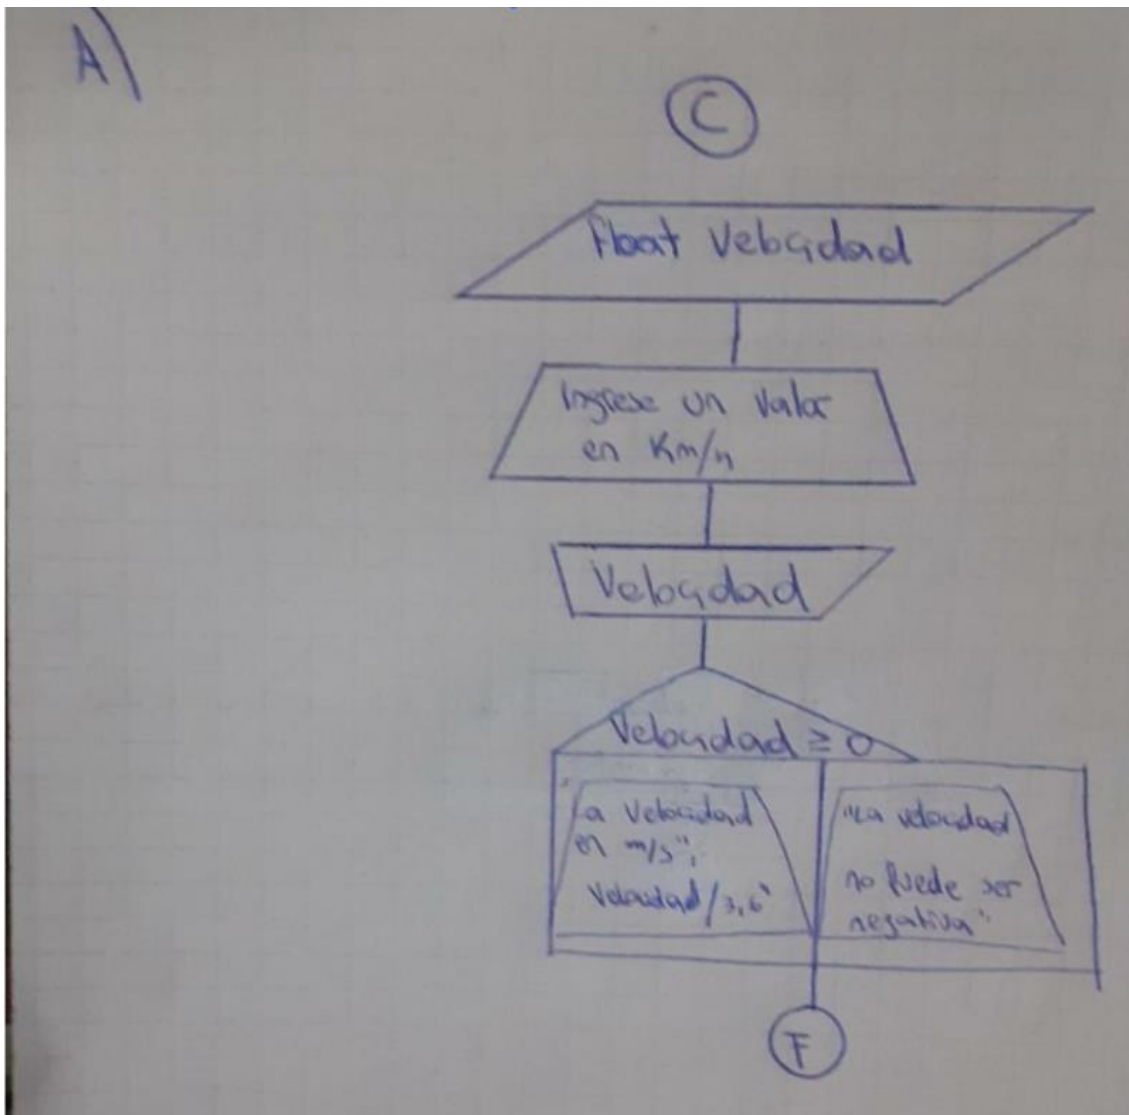 A)
C
Float Velocidad
Ingrese un Valor
en Km/h
Velocidad
Velocidad ≥ 0
La Velocidad
en m/s",
Velocidad/3,6
"La velocidad
no puede ser
negativa"
F